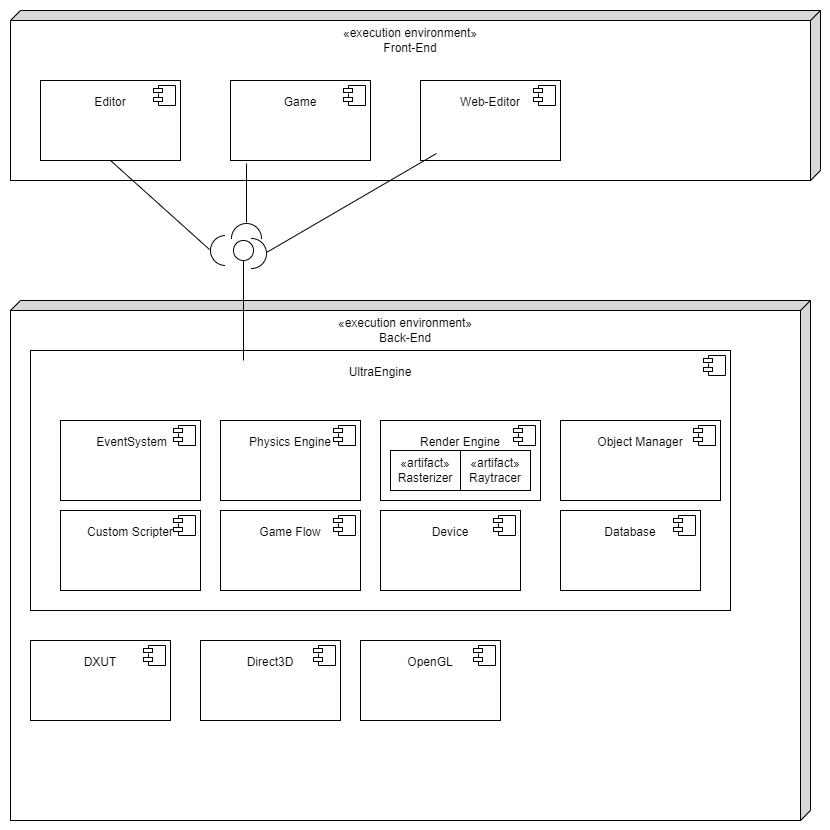 «execution environment»
Front-End
Editor
Game
Web-Editor
«execution environment»
Back-End
UltraEngine
EventSystem
Physics Engine
Render Engine
Object Manager
«artifact»
Rasterizer
«artifact»
Raytracer
Custom Scripter
Game Flow
Device
Database
DXUT
Direct3D
OpenGL